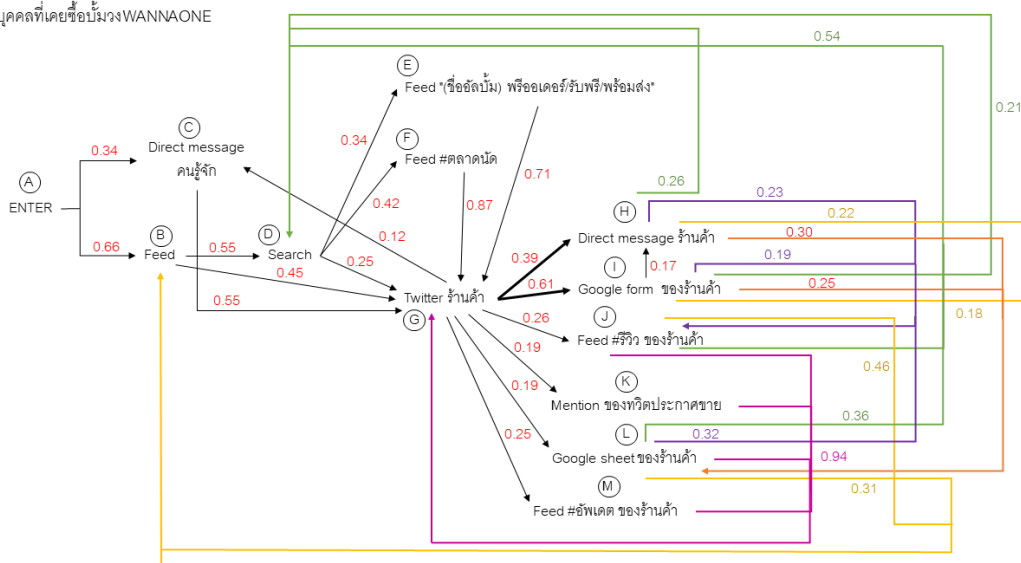 บุคคลที่เคยซื้อบั้มวงWANNAONE
0.54
E
Feed "(ชื่ออัลบั้ม) พรีออเดอร์/รับพรี/พร้อมส่ง"
0.21
C
Direct message
คนรู้จัก
0.34
0.34
F
Feed #ตลาดนัด
0.71
0.26
A
ENTER
0.42
0.87
0.23
H
0.22
B
D
0.12
0.66
Feed
0.55
Search
0.25
Direct message ร้านค้า
0.30
0.39
I
0.17
0.19
0.45
0.61
Google form ของร้านค้า
0.25
0.55
Twitter ร้านค้า
G
0.26
J
0.18
Feed #รีวิว ของร้านค้า
0.19
0.46
K
0.19
Mention ของทวิตประกาศขาย
0.36
0.25
L
0.32
Google sheet ของร้านค้า
0.94
M
0.31
Feed #อัพเดต ของร้านค้า